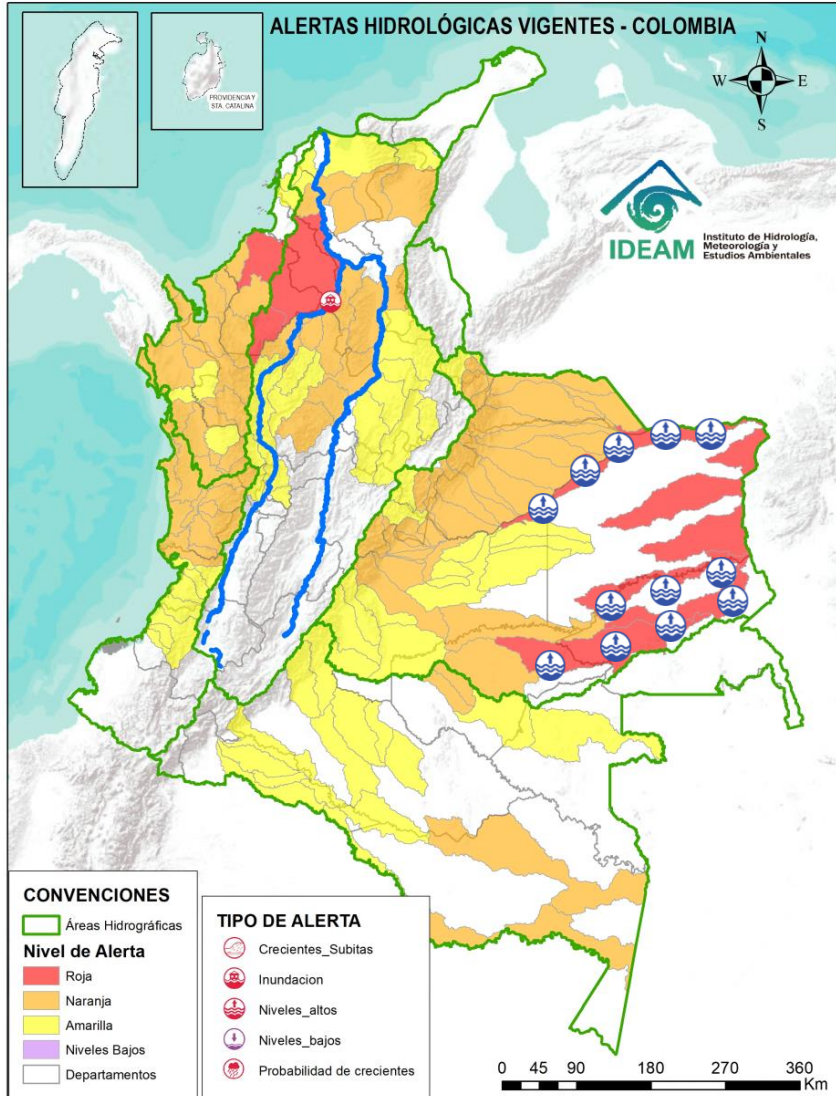 ALERTAS HIDROLÓGICAS VIGENTES - COLOMBIA
PROVIDENCIA Y
STA. CATALINA
N
W
E
S
IDEAM
Instituto de Hidrología,
Meteorología y
Estudios Ambientales
CONVENCIONES
Áreas Hidrográficas
Nivel de Alerta
Roja
Naranja
Amarilla
Niveles Bajos
Departamentos
TIPO DE ALERTA
Crecientes_Subitas
Inundacion
Niveles_altos
Niveles_bajos
Probabilidad de crecientes
0 45 90 180 270 360
Km